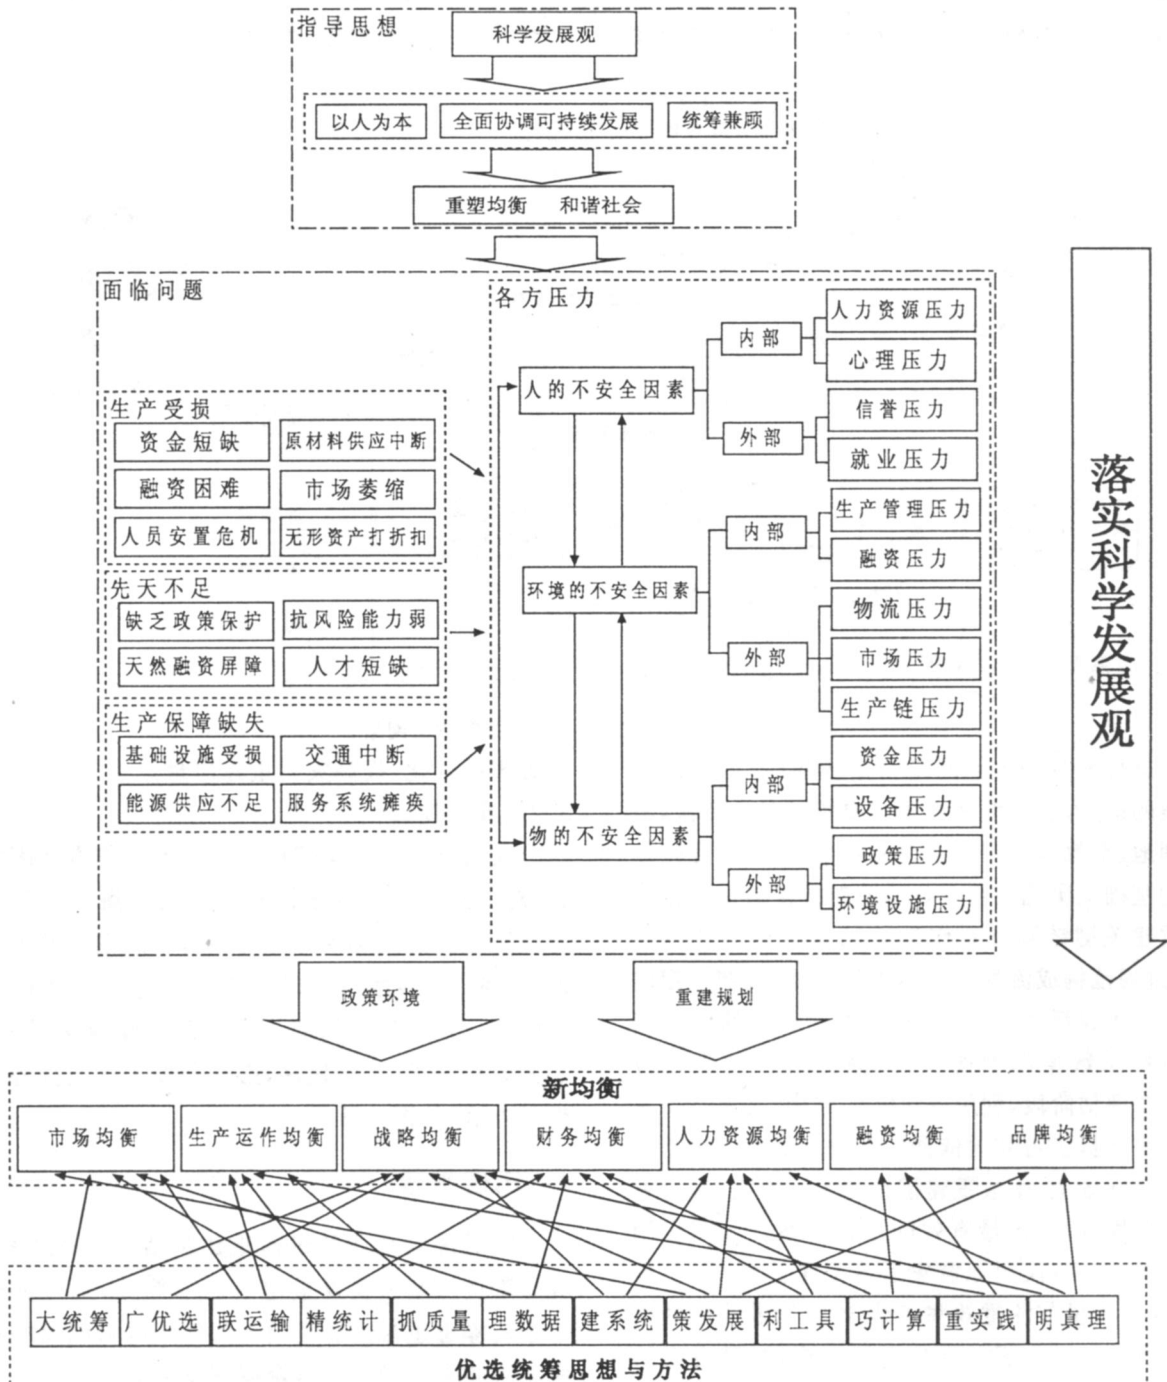 指导思想
科学发展观
以人为本 全面协调可持续发展 统筹兼顾
重塑均衡 和谐社会
面临问题
生产受损
资金短缺 原材料供应中断
融资困难 市场萎缩
人员安置危机 无形资产打折扣
先天不足
缺乏政策保护 抗风险能力弱
天然融资屏障 人才短缺
生产保障缺失
基础设施受损 交通中断
能源供应不足 服务系统瘫痪
各方压力
人的不安全因素
内部
人力资源压力
心理压力
外部
信誉压力
就业压力
环境的不安全因素
内部
生产管理压力
融资压力
外部
物流压力
市场压力
生产链压力
物的不安全因素
内部
资金压力
设备压力
外部
政策压力
环境设施压力
落实科学发展观
政策环境 重建规划
新均衡
市场均衡 生产运作均衡 战略均衡 财务均衡 人力资源均衡 融资均衡 品牌均衡
大统筹 广优选 联运输 精统计 抓质量 理数据 建系统 策发展 利工具 巧计算 重实践 明真理
优选统筹思想与方法